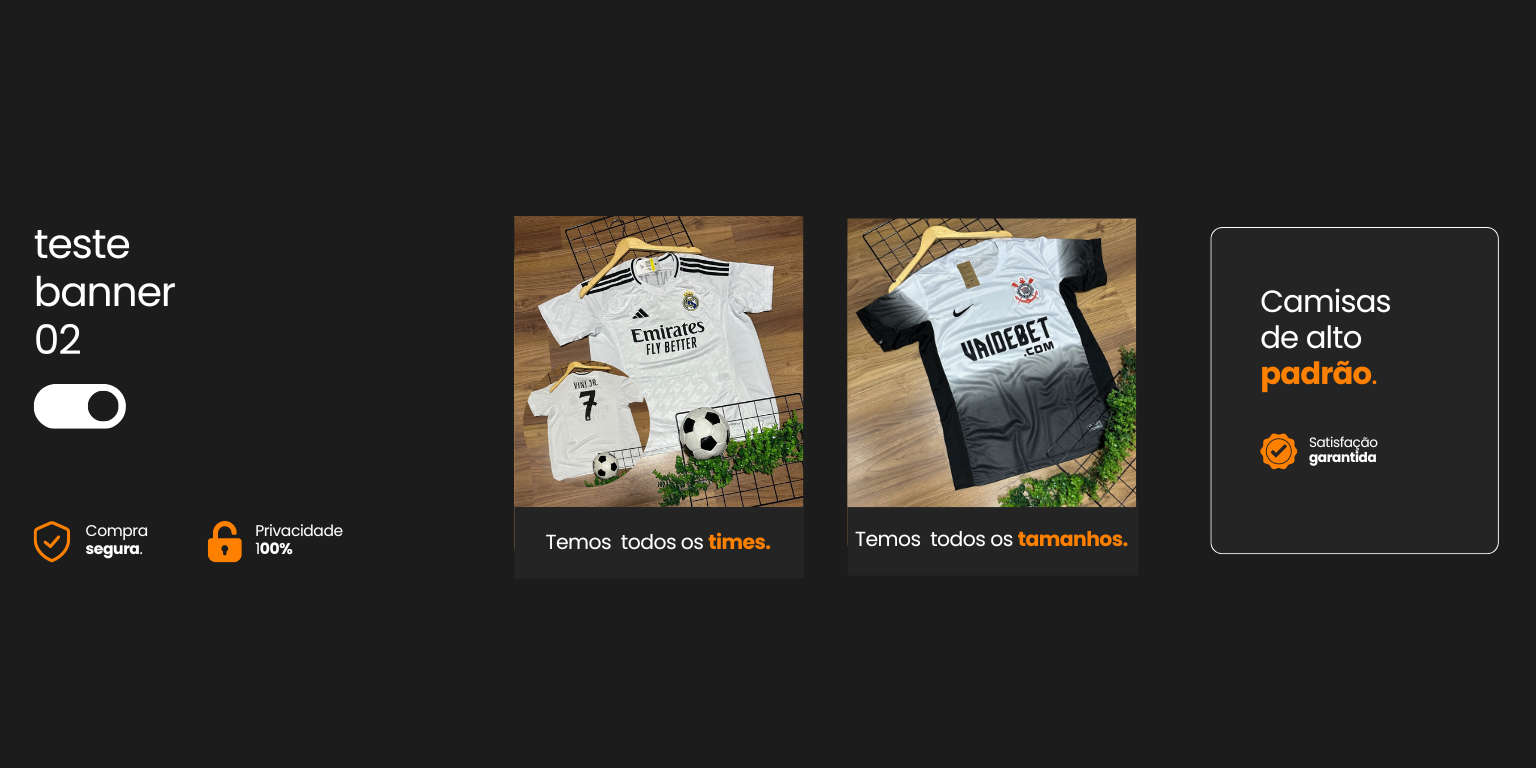 teste
banner
02
Compra
segura.
Privacidade
100%
Emirates
FLY BETTER
VINI JR.
7
Temos todos os times.
VAIDEBET
.COM
Temos todos os tamanhos.
Camisas
de alto
padrão.
Satisfação
garantida